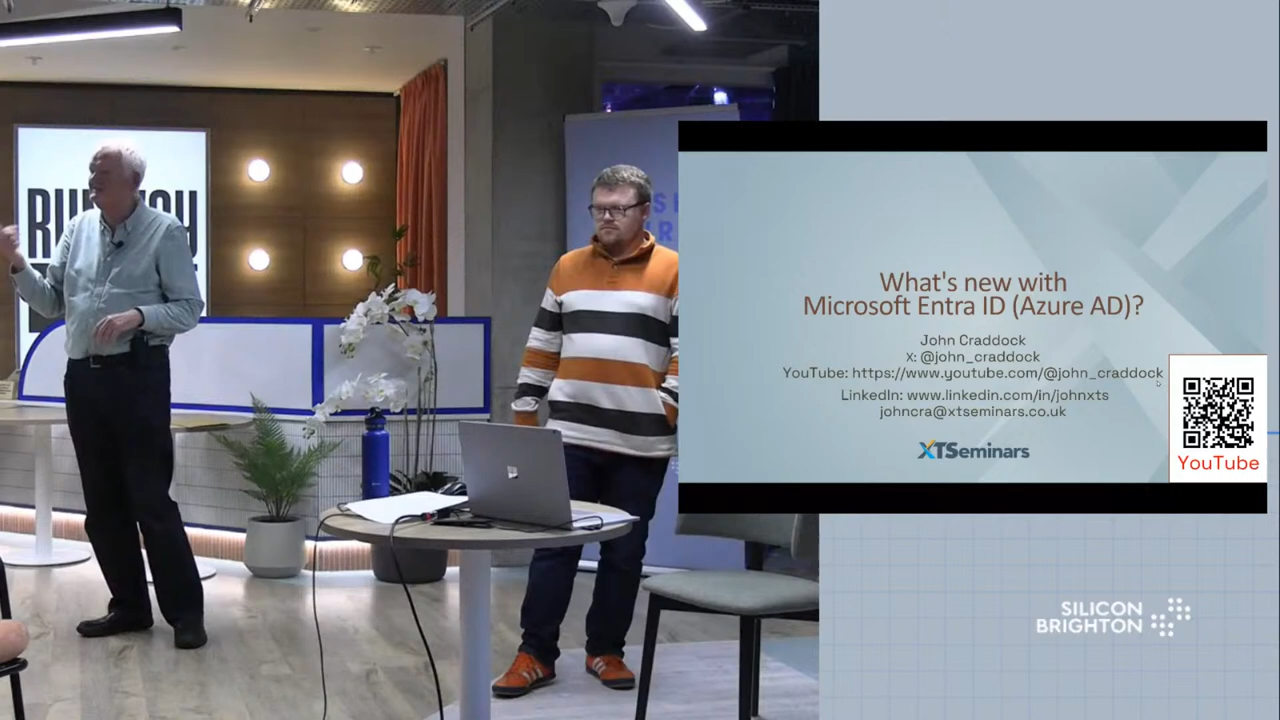 What's new with
Microsoft Entra ID (Azure AD)?
John Craddock
X: @john_craddock
YouTube: https://www.youtube.com/@john_craddock
LinkedIn: www.linkedin.com/in/johnxts
johncra@xtseminars.co.uk
XTSeminars
YouTube
SILICON
BRIGHTON